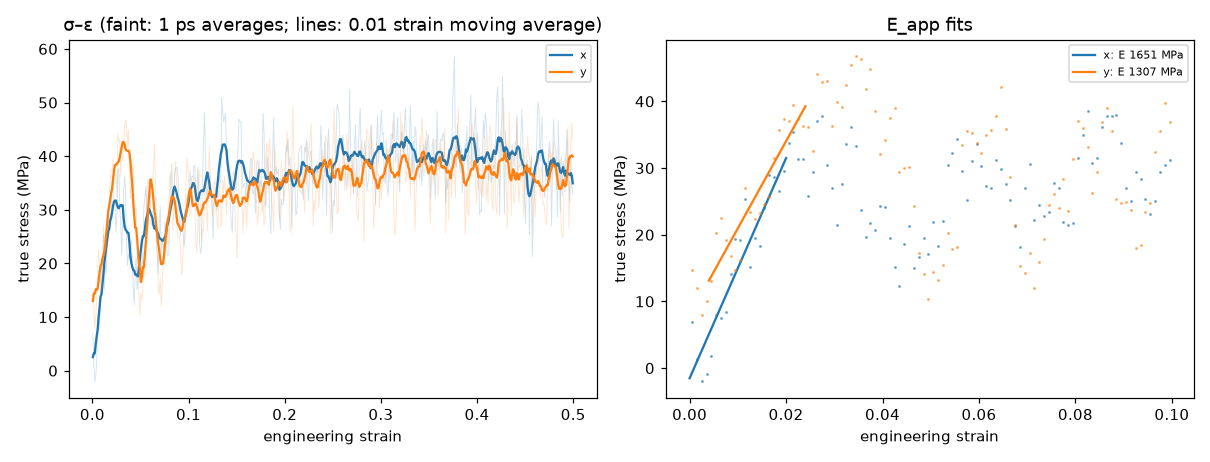 σ–ε (faint: 1 ps averages; lines: 0.01 strain moving average)
x
y
60
50
40
30
20
10
0
true stress (MPa)
0.0
0.1
0.2
0.3
0.4
0.5
engineering strain
E_app fits
x: E 1651 MPa
y: E 1307 MPa
40
30
20
10
0
true stress (MPa)
0.00
0.02
0.04
0.06
0.08
0.10
engineering strain